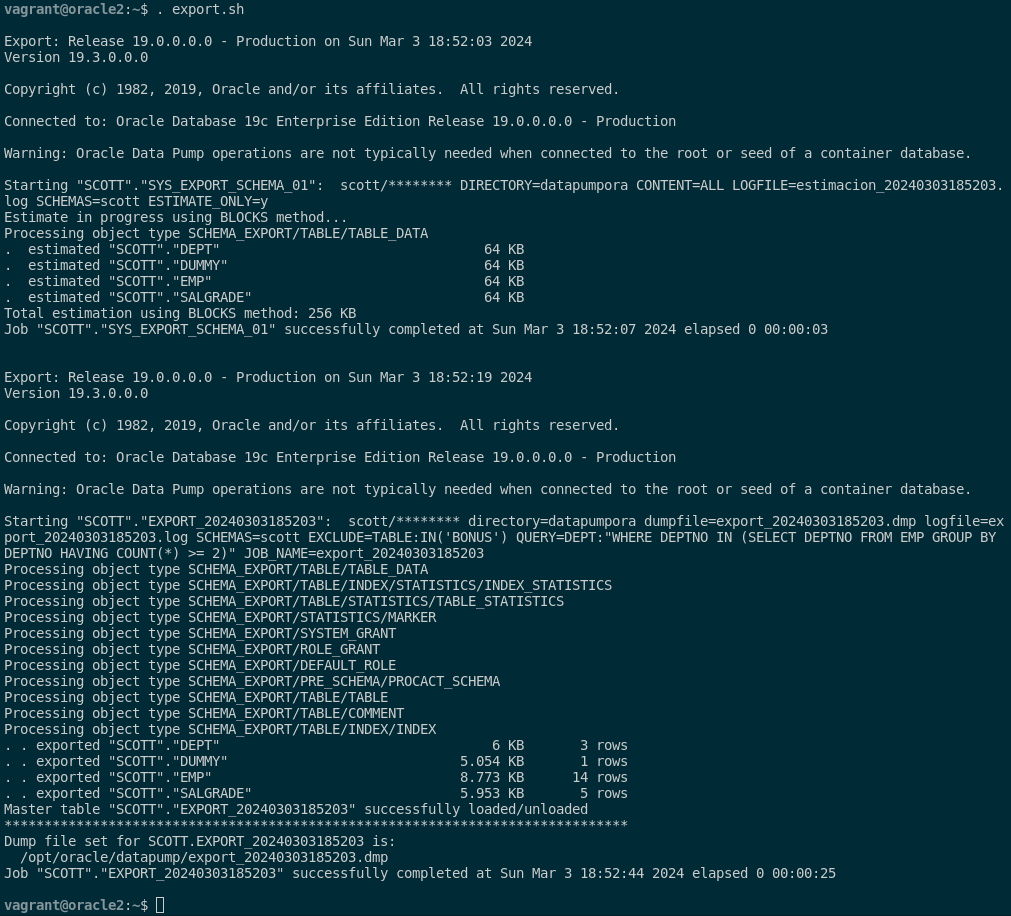 vagrant@oracle2:~$ . export.sh
Export: Release 19.0.0.0.0 - Production on Sun Mar 3 18:52:03 2024
Version 19.3.0.0.0
Copyright (c) 1982, 2019, Oracle and/or its affiliates.  All rights reserved.
Connected to: Oracle Database 19c Enterprise Edition Release 19.0.0.0.0 - Production
Warning: Oracle Data Pump operations are not typically needed when connected to the root or seed of a container database.
Starting "SCOTT"."SYS_EXPORT_SCHEMA_01":  scott/******** DIRECTORY=datapumpora CONTENT=ALL LOGFILE=estimacion_20240303185203.
log SCHEMAS=scott ESTIMATE_ONLY=y
Estimate in progress using BLOCKS method...
Processing object type SCHEMA_EXPORT/TABLE/TABLE_DATA
.  estimated "SCOTT"."DEPT"                                 64 KB
.  estimated "SCOTT"."DUMMY"                                64 KB
.  estimated "SCOTT"."EMP"                                  64 KB
.  estimated "SCOTT"."SALGRADE"                             64 KB
Total estimation using BLOCKS method: 256 KB
Job "SCOTT"."SYS_EXPORT_SCHEMA_01" successfully completed at Sun Mar 3 18:52:07 2024 elapsed 0 00:00:03
Export: Release 19.0.0.0.0 - Production on Sun Mar 3 18:52:19 2024
Version 19.3.0.0.0
Copyright (c) 1982, 2019, Oracle and/or its affiliates.  All rights reserved.
Connected to: Oracle Database 19c Enterprise Edition Release 19.0.0.0.0 - Production
Warning: Oracle Data Pump operations are not typically needed when connected to the root or seed of a container database.
Starting "SCOTT"."EXPORT_20240303185203":  scott/******** directory=datapumpora dumpfile=export_20240303185203.dmp logfile=ex
port_20240303185203.log SCHEMAS=scott EXCLUDE=TABLE:IN('BONUS') QUERY=DEPT:"WHERE DEPTNO IN (SELECT DEPTNO FROM EMP GROUP BY
DEPTNO HAVING COUNT(*) >= 2)" JOB_NAME=export_20240303185203
Processing object type SCHEMA_EXPORT/TABLE/TABLE_DATA
Processing object type SCHEMA_EXPORT/TABLE/INDEX/STATISTICS/INDEX_STATISTICS
Processing object type SCHEMA_EXPORT/TABLE/STATISTICS/TABLE_STATISTICS
Processing object type SCHEMA_EXPORT/STATISTICS/MARKER
Processing object type SCHEMA_EXPORT/SYSTEM_GRANT
Processing object type SCHEMA_EXPORT/ROLE_GRANT
Processing object type SCHEMA_EXPORT/DEFAULT_ROLE
Processing object type SCHEMA_EXPORT/PRE_SCHEMA/PROCACT_SCHEMA
Processing object type SCHEMA_EXPORT/TABLE/TABLE
Processing object type SCHEMA_EXPORT/TABLE/COMMENT
Processing object type SCHEMA_EXPORT/TABLE/INDEX/INDEX
. . exported "SCOTT"."DEPT"                                  6 KB       3 rows
. . exported "SCOTT"."DUMMY"                             5.054 KB       1 rows
. . exported "SCOTT"."EMP"                               8.773 KB      14 rows
. . exported "SCOTT"."SALGRADE"                          5.953 KB       5 rows
Master table "SCOTT"."EXPORT_20240303185203" successfully loaded/unloaded
******************************************************************************
Dump file set for SCOTT.EXPORT_20240303185203 is:
  /opt/oracle/datapump/export_20240303185203.dmp
Job "SCOTT"."EXPORT_20240303185203" successfully completed at Sun Mar 3 18:52:44 2024 elapsed 0 00:00:25
vagrant@oracle2:~$